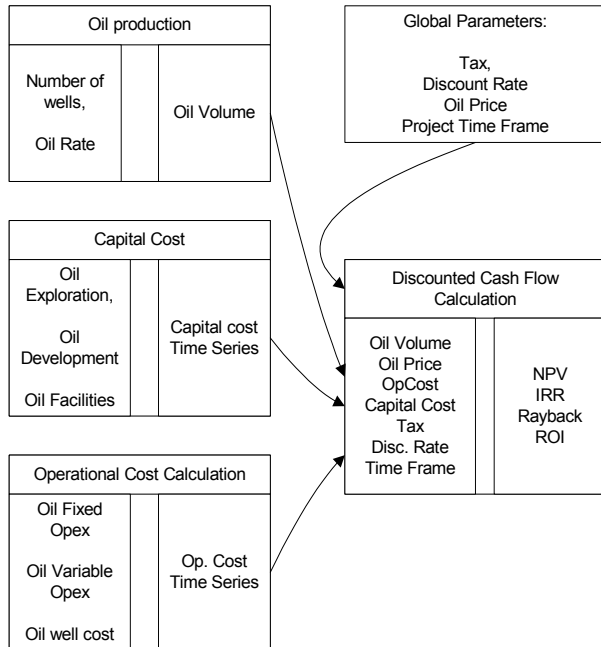 Oil production
Number of
wells,
Oil Rate
Oil Volume
Global Parameters:
Tax,
Discount Rate
Oil Price
Project Time Frame
Capital Cost
Oil
Exploration,
Oil
Development
Oil Facilities
Capital cost
Time Series
Discounted Cash Flow
Calculation
Oil Volume
Oil Price
OpCost
Capital Cost
Tax
Disc. Rate
Time Frame
NPV
IRR
Rayback
ROI
Operational Cost Calculation
Oil Fixed
Opex
Oil Variable
Opex
Oil well cost
Op. Cost
Time Series